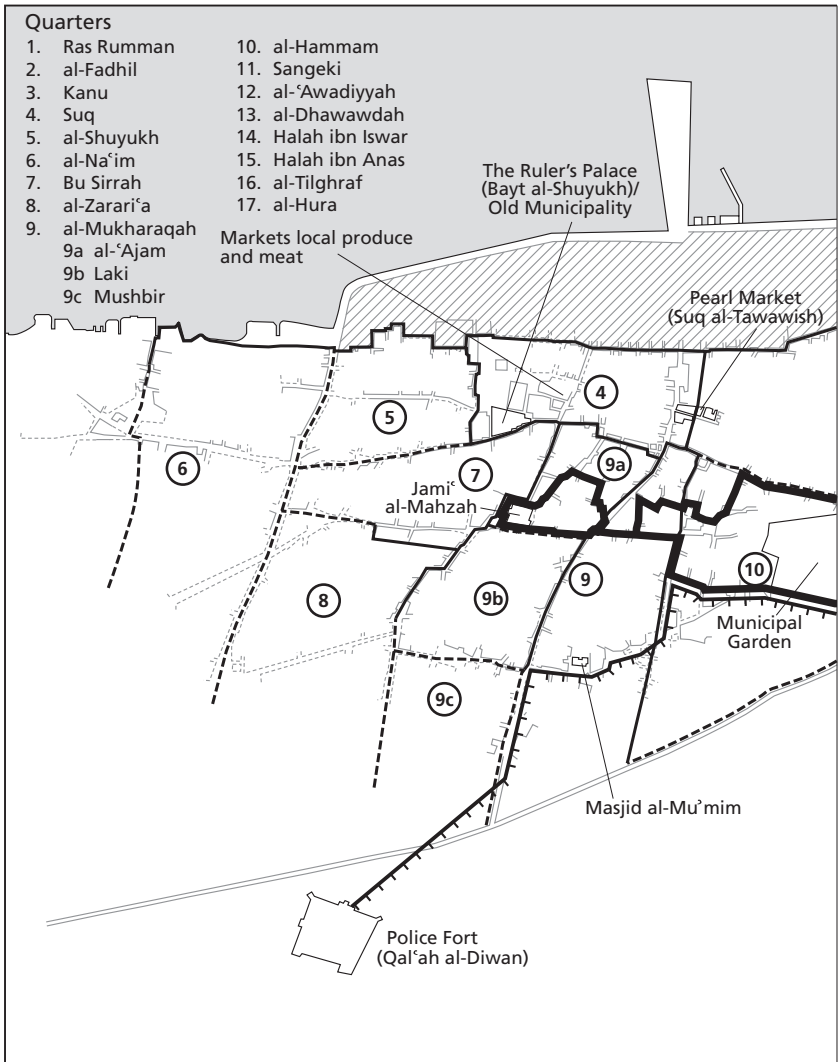 Quarters
1. Ras Rumman
2. al-Fadhil
3. Kanu
4. Suq
5. al-Shuyukh
6. al-Naʿim
7. Bu Sirrah
8. al-Zarariʿa
9. al-Mukharaqah
9a al-ʿAjam
9b Laki
9c Mushbir
10. al-Hammam
11. Sangeki
12. al-ʿAwadiyyah
13. al-Dhawawdah
14. Halah ibn Iswar
15. Halah ibn Anas
16. al-Tilghraf
17. al-Hura
The Ruler's Palace
(Bayt al-Shuyukh)/
Old Municipality
Markets local produce
and meat
Pearl Market
(Suq al-Tawawish)
4
5
6
7
9a
Jamiʿ
al-Mahzah
8
9b
9
10
Municipal
Garden
9c
Masjid al-Muʾmim
Police Fort
(Qalʿah al-Diwan)